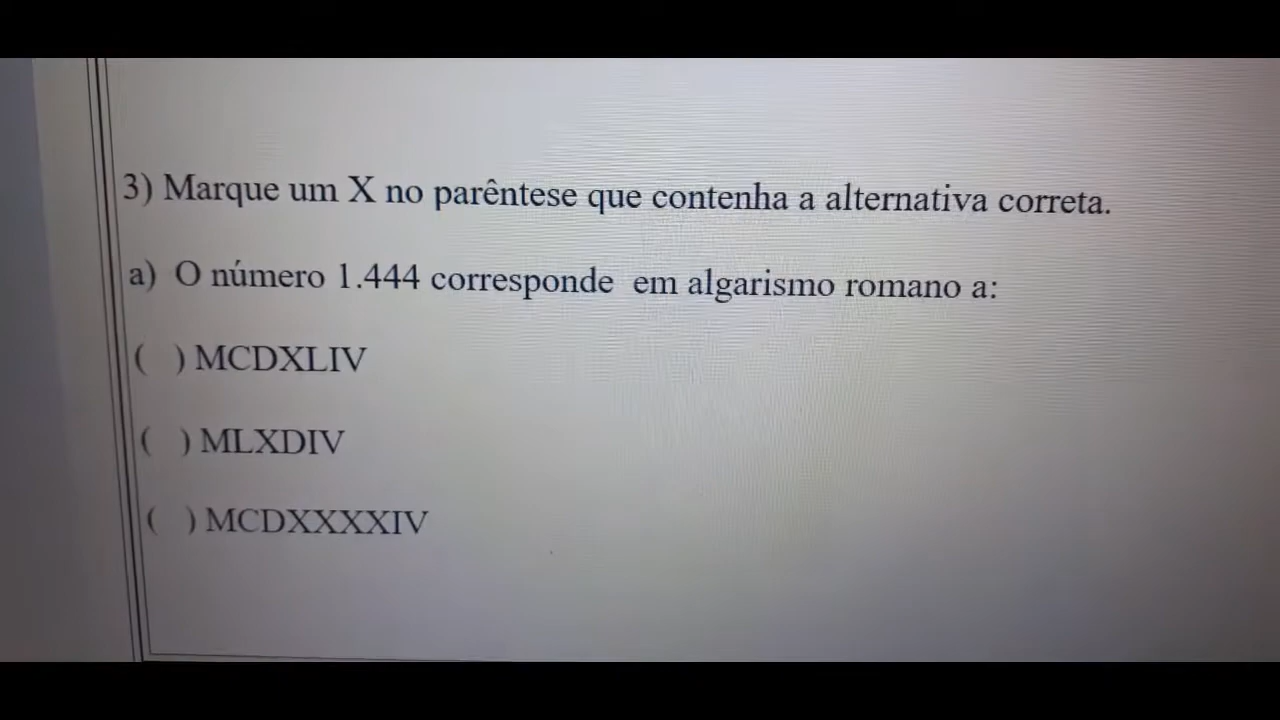 3) Marque um X no parêntese que contenha a alternativa correta.
a) O número 1.444 corresponde em algarismo romano a:
( ) MCDXLIV
( ) MLXDIV
( ) MCDXXXXIV